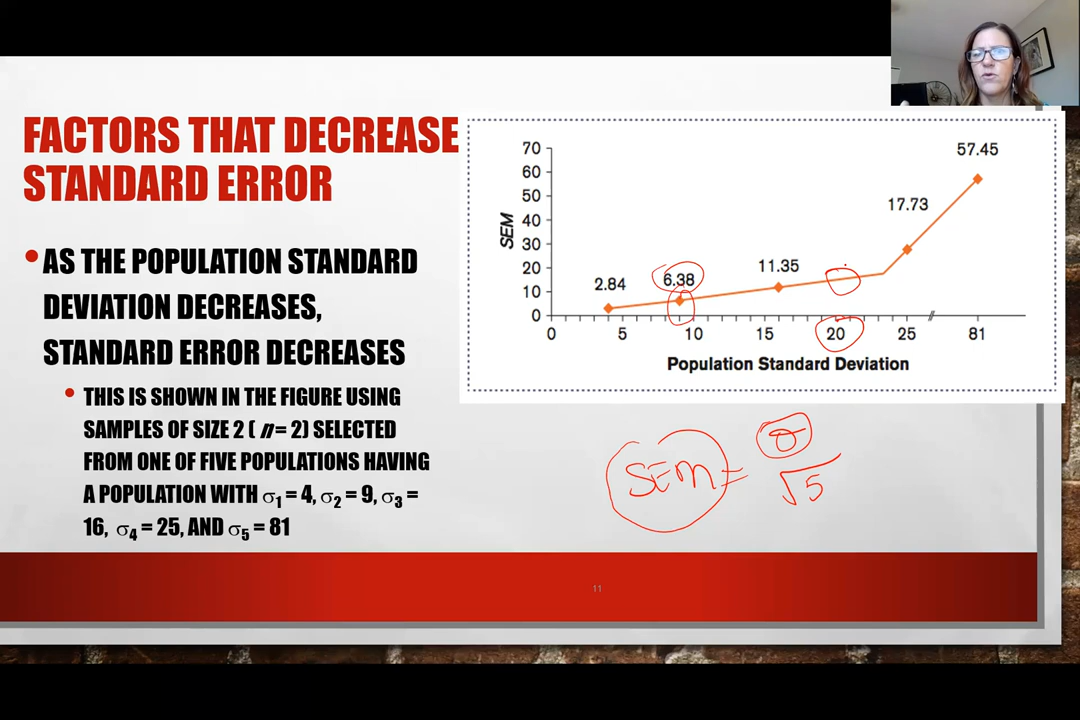 FACTORS THAT DECREASE
STANDARD ERROR
• AS THE POPULATION STANDARD
DEVIATION DECREASES,
STANDARD ERROR DECREASES
• THIS IS SHOWN IN THE FIGURE USING
SAMPLES OF SIZE 2 ( n = 2) SELECTED
FROM ONE OF FIVE POPULATIONS HAVING
A POPULATION WITH σ1 = 4, σ2 = 9, σ3 =
16, σ4 = 25, AND σ5 = 81
SEM
70
60
50
40
30
20
10
0
2.84
6.38
11.35
17.73
57.45
0 5 10 15 16 20 25 // 81
Population Standard Deviation
SEM = σ
√5
11